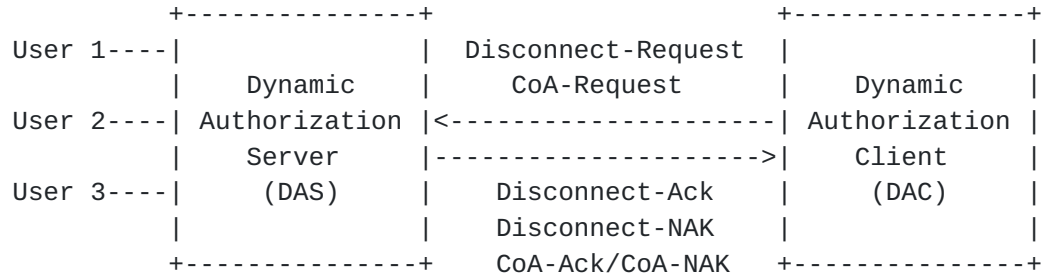 +---------------+                     +---------------+
User 1----|               |  Disconnect-Request |               |
|    Dynamic    |     CoA-Request     |    Dynamic    |
User 2----| Authorization |<--------------------| Authorization |
|    Server     |-------------------->|    Client     |
User 3----|     (DAS)     |    Disconnect-Ack   |     (DAC)     |
|               |    Disconnect-NAK   |               |
+---------------+    CoA-Ack/CoA-NAK  +---------------+